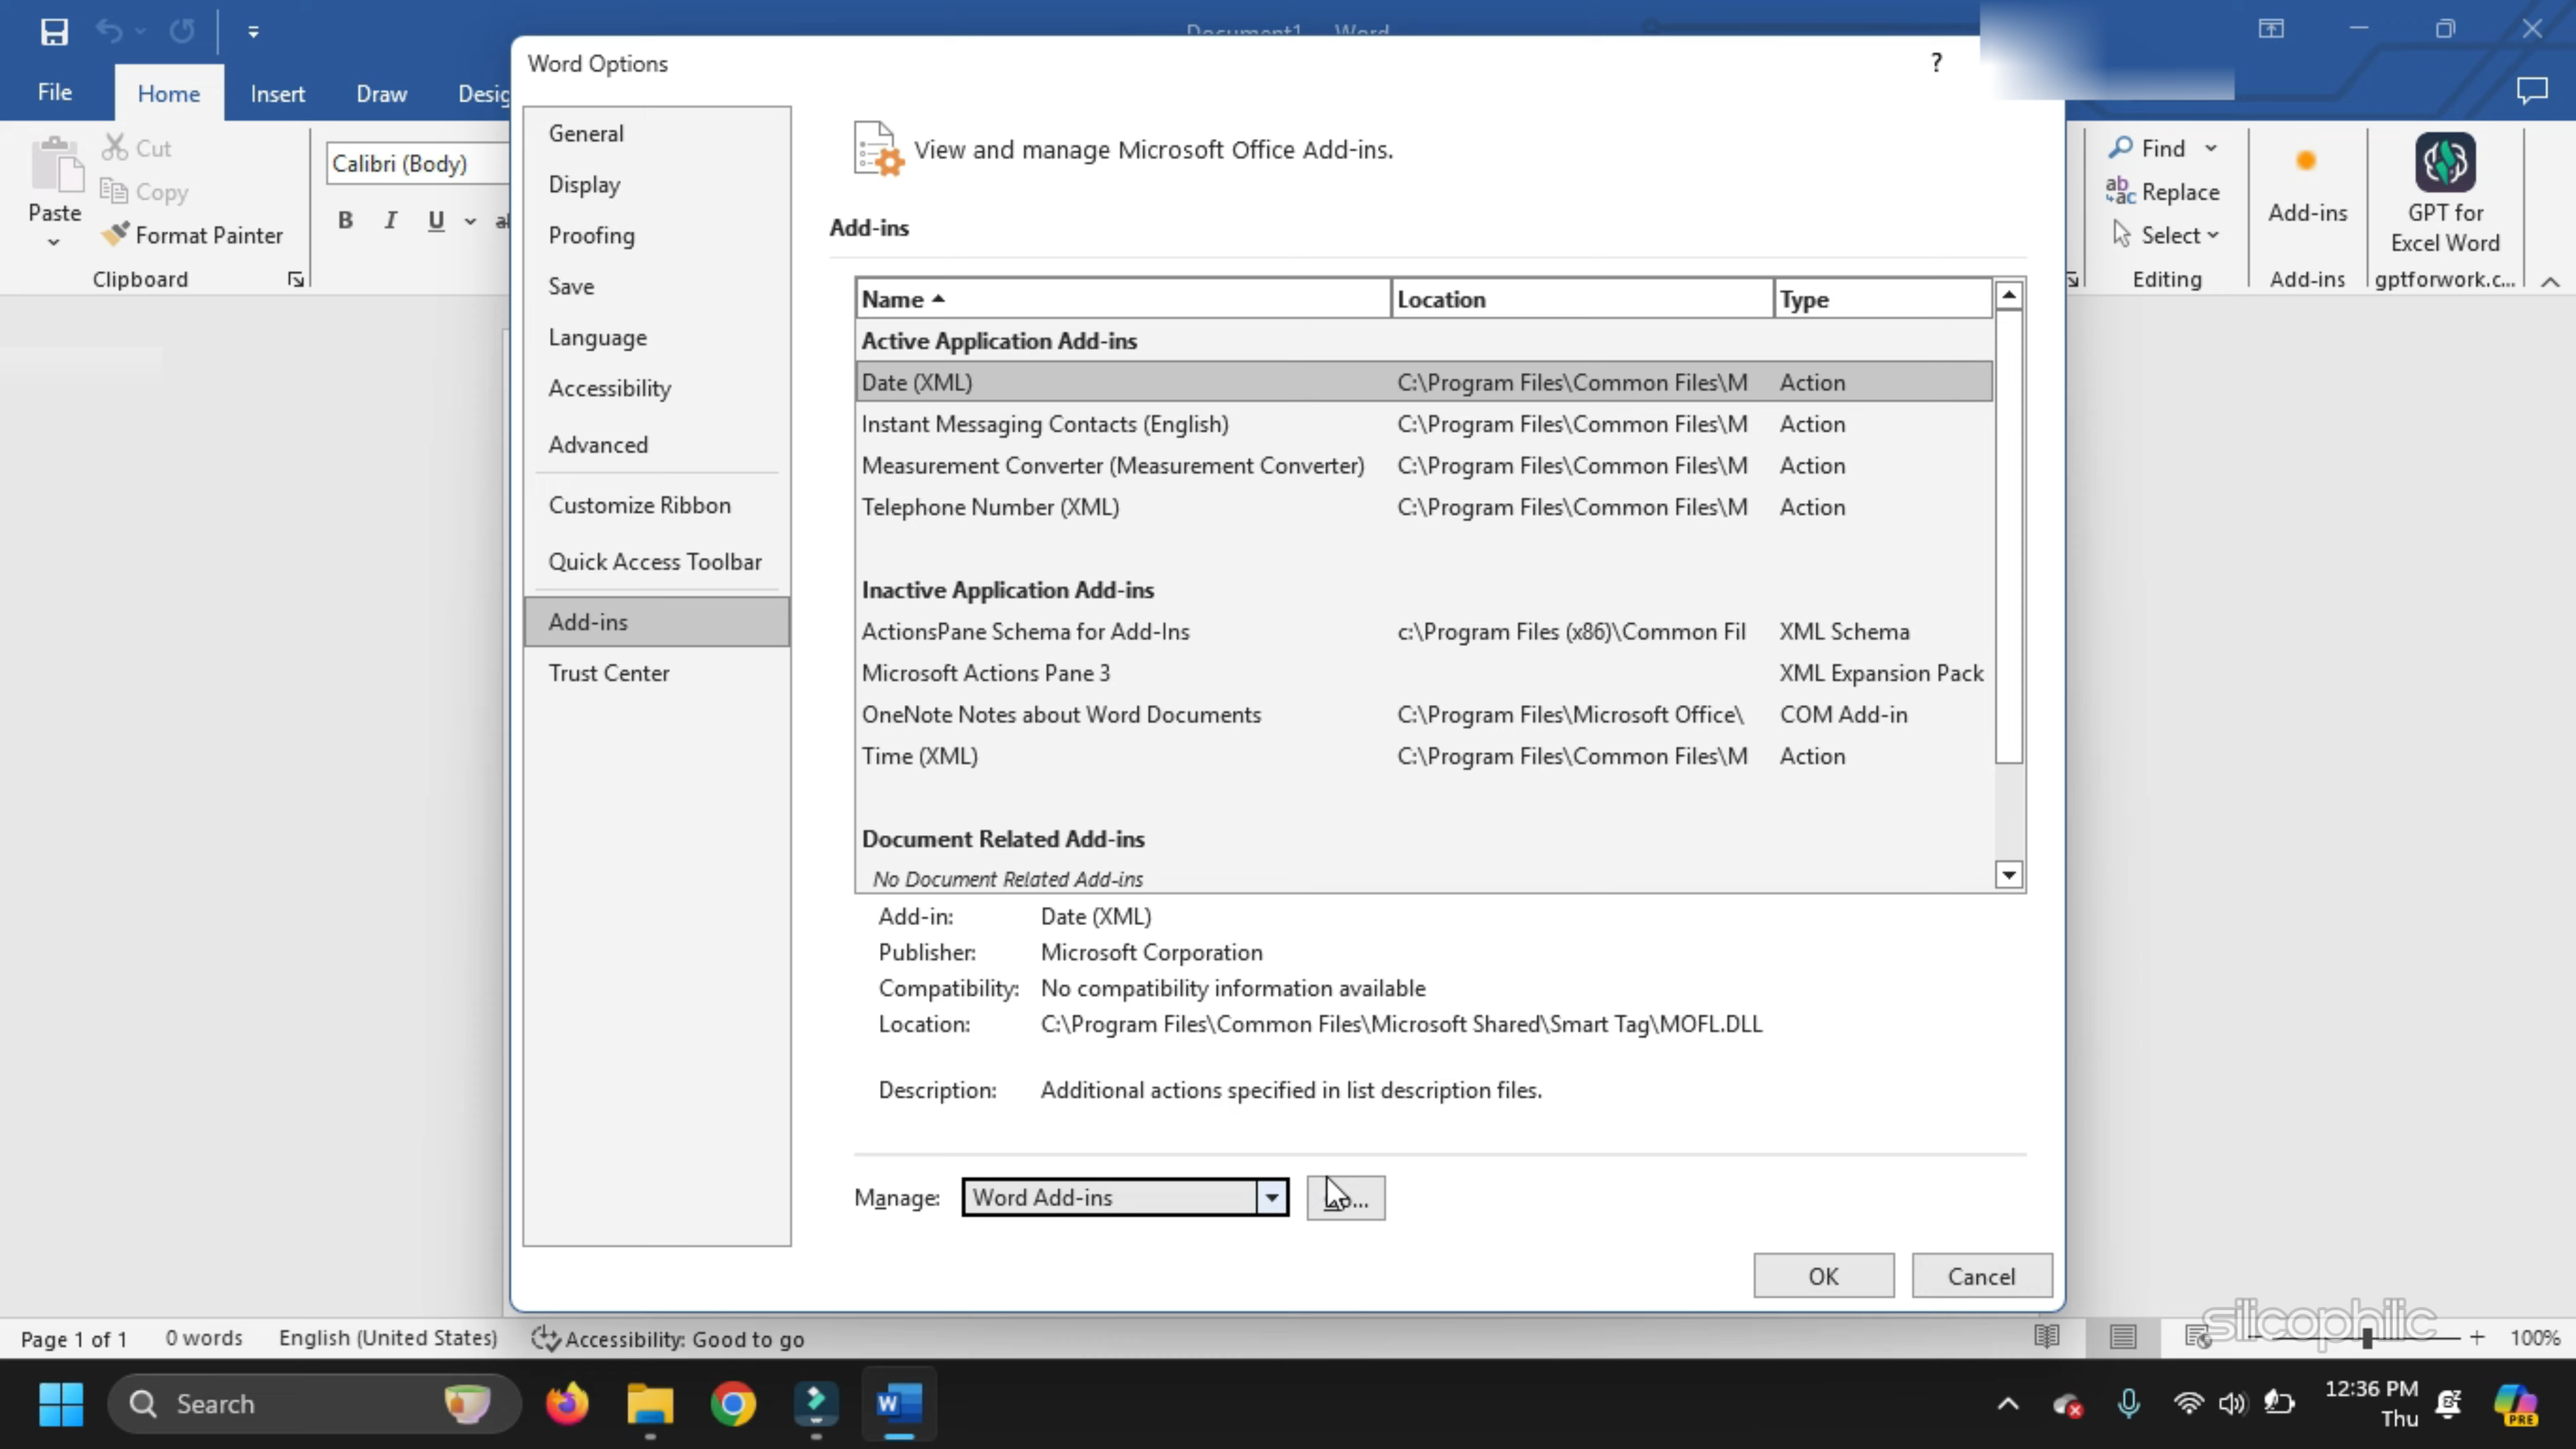 Document1 - Word
Word Options
?
File
Home
Insert
Draw
Desig
General
Display
Proofing
Save
Language
Accessibility
Advanced
Customize Ribbon
Quick Access Toolbar
Add-ins
Trust Center
Cut
Copy
Paste
Format Painter
Clipboard
Calibri (Body)
B I U ab
View and manage Microsoft Office Add-ins.
Add-ins
Name Location Type
Active Application Add-ins
Date (XML) C:\Program Files\Common Files\M Action
Instant Messaging Contacts (English) C:\Program Files\Common Files\M Action
Measurement Converter (Measurement Converter) C:\Program Files\Common Files\M Action
Telephone Number (XML) C:\Program Files\Common Files\M Action
Inactive Application Add-ins
ActionsPane Schema for Add-Ins c:\Program Files (x86)\Common Fil XML Schema
Microsoft Actions Pane 3 XML Expansion Pack
OneNote Notes about Word Documents C:\Program Files\Microsoft Office\ COM Add-in
Time (XML) C:\Program Files\Common Files\M Action
Document Related Add-ins
No Document Related Add-ins
Add-in: Date (XML)
Publisher: Microsoft Corporation
Compatibility: No compatibility information available
Location: C:\Program Files\Common Files\Microsoft Shared\Smart Tag\MOFL.DLL
Description: Additional actions specified in list description files.
Manage: Word Add-ins ...
OK Cancel
Find
Replace
Select
Editing
Add-ins
Add-ins
GPT for
Excel Word
gptforwork.c...
silicophilic
Page 1 of 1 0 words English (United States) Accessibility: Good to go 100%
Search
12:36 PM
Thu
PRE